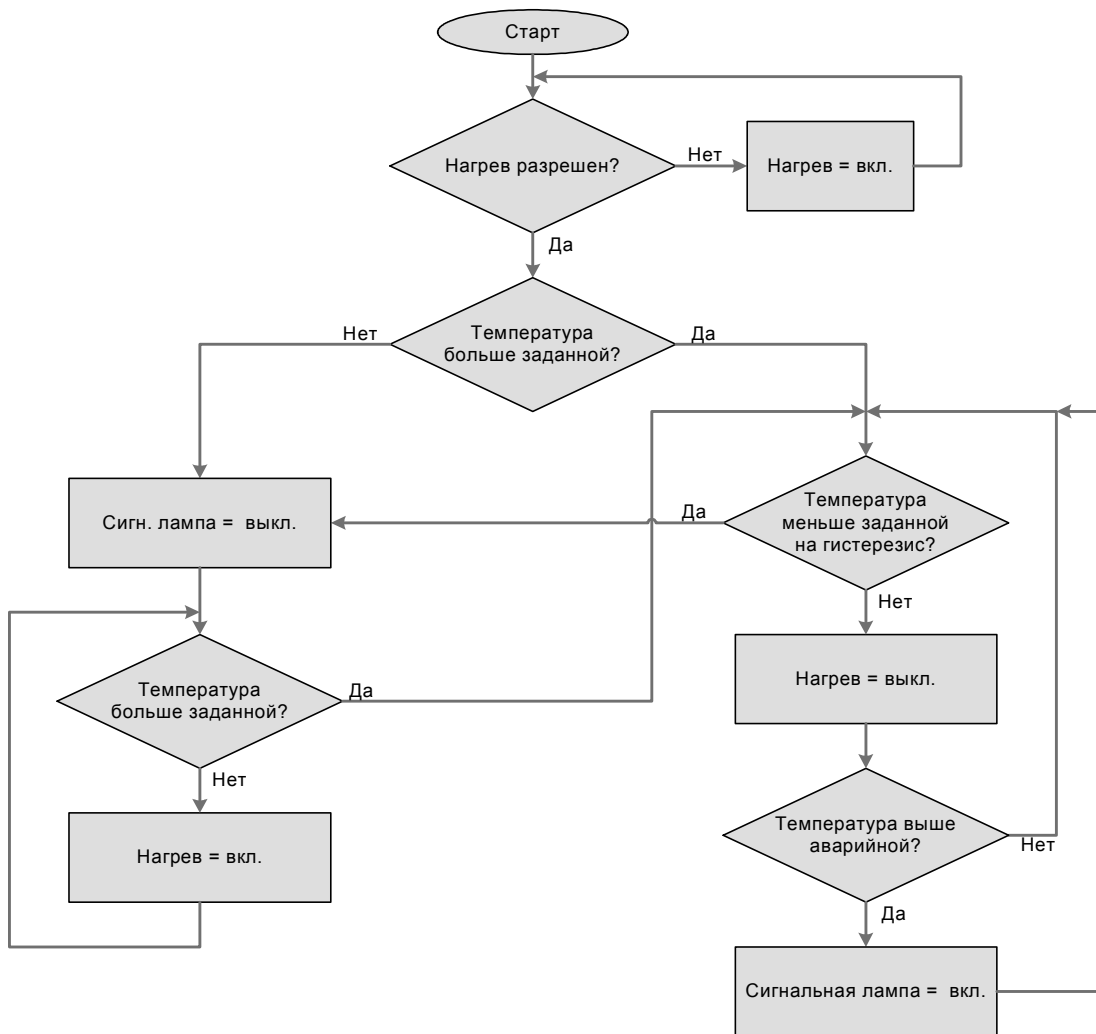 Старт
Нагрев разрешен?
Нет
Нагрев = вкл.
Да
Температура
больше заданной?
Нет
Да
Сигн. лампа = выкл.
Да
Температура
меньше заданной
на гистерезис?
Нет
Температура
больше заданной?
Да
Нагрев = выкл.
Нет
Нагрев = вкл.
Температура выше
аварийной?
Нет
Да
Сигнальная лампа = вкл.